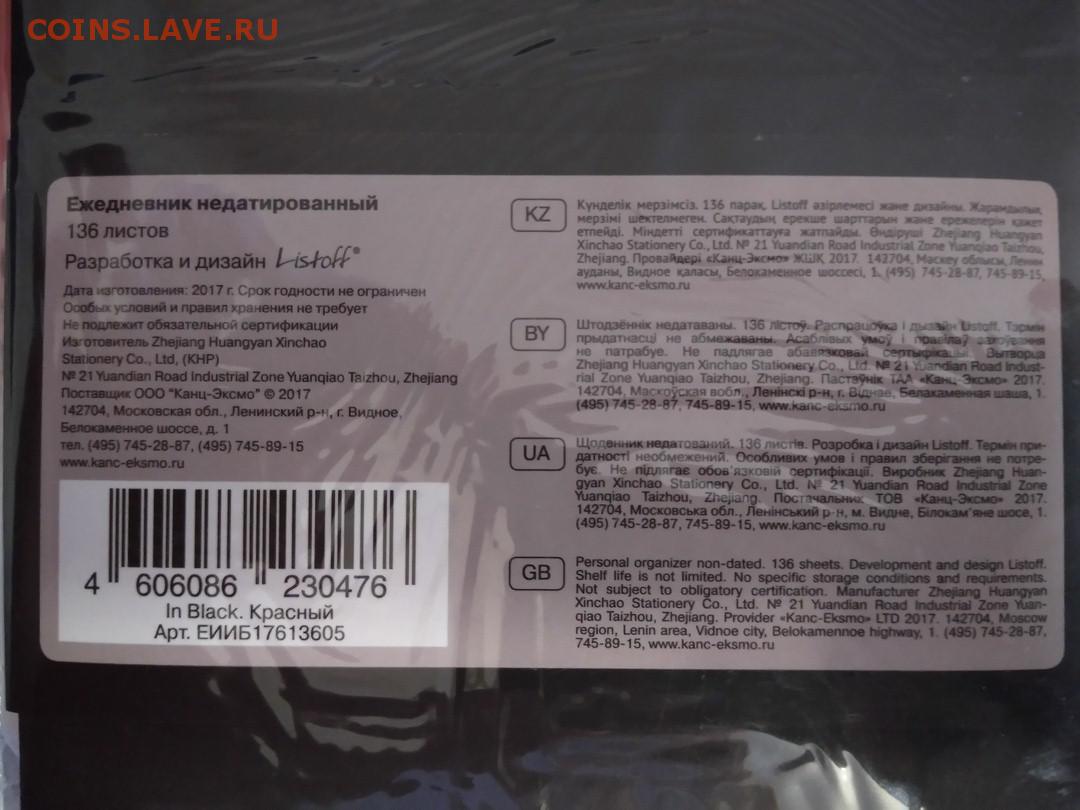 COINS.LAVE.RU
Ежедневник недатированный
136 листов
Разработка и дизайн Listoff®
Дата изготовления: 2017 г. Срок годности не ограничен
Особых условий и правил хранения не требует
Не подлежит обязательной сертификации
Изготовитель Zhejiang Huangyan Xinchao
Stationery Co., Ltd, (КНР)
№ 21 Yuandian Road Industrial Zone Yuanqiao Taizhou, Zhejiang
Поставщик ООО "Канц-Эксмо" © 2017
142704, Московская обл., Ленинский р-н, г. Видное,
Белокаменное шоссе, д. 1
тел. (495) 745-28-87, (495) 745-89-15
www.kanc-eksmo.ru
4 606086 230476
In Black. Красный
Арт. ЕИИБ17613605
KZ
Күнделік мерзімсіз. 136 парақ. Listoff әзірлемесі және дизайны. Жарамдылық
мерзімі шектелмеген. Сақтаудың ерекше шарттарын және ережелерін қажет
етпейді. Міндетті сертификаттауға жатпайды. Өндіруші Zhejiang Huangyan
Xinchao Stationery Co., Ltd. № 21 Yuandian Road Industrial Zone Yuanqiao Taizhou,
Zhejiang. Провайдері «Канц-Эксмо» ЖШҚ 2017. 142704, Маскеу облысы, Ленин
ауданы, Видное қаласы, Белокаменное шоссесі, 1. (495) 745-28-87, 745-89-15,
www.kanc-eksmo.ru
BY
Штодзённік недатаваны. 136 лістоў. Распрацоўка і дызайн Listoff. Тэрмін
прыдатнасці не абмежаваны. Асаблівых умоў і правілаў захоўвання
не патрабуе. Не падлягае абавязковай сертыфікацыі. Вытворца
Zhejiang Huangyan Xinchao Stationery Co., Ltd. № 21 Yuandian Road Indust-
rial Zone Yuanqiao Taizhou, Zhejiang. Пастаўнік ТАА «Канц-Эксмо» 2017.
142704, Маскоўская вобл., Ленінскі р-н, г. Віднае, Белакаменная шаша, 1.
(495) 745-28-87, 745-89-15, www.kanc-eksmo.ru
UA
Щоденник недатований. 136 листів. Розробка і дизайн Listoff. Термін при-
датності необмежений. Особливих умов і правил зберігання не потре-
бує. Не підлягає обов'язковій сертифікації. Виробник Zhejiang Huan-
gyan Xinchao Stationery Co., Ltd. № 21 Yuandian Road Industrial Zone
Yuanqiao Taizhou, Zhejiang. Постачальник ТОВ «Канц-Эксмо» 2017.
142704, Московська обл., Ленінський р-н, м. Видне, Білокам'яне шосе, 1.
(495) 745-28-87, 745-89-15, www.kanc-eksmo.ru
GB
Personal organizer non-dated. 136 sheets. Development and design Listoff.
Shelf life is not limited. No specific storage conditions and requirements.
Not subject to obligatory certification. Manufacturer Zhejiang Huangyan
Xinchao Stationery Co., Ltd. № 21 Yuandian Road Industrial Zone Yuan-
qiao Taizhou, Zhejiang. Provider «Kanc-Eksmo» LTD 2017. 142704, Moscow
region, Lenin area, Vidnoe city, Belokamennoe highway, 1. (495) 745-28-87,
745-89-15, www.kanc-eksmo.ru